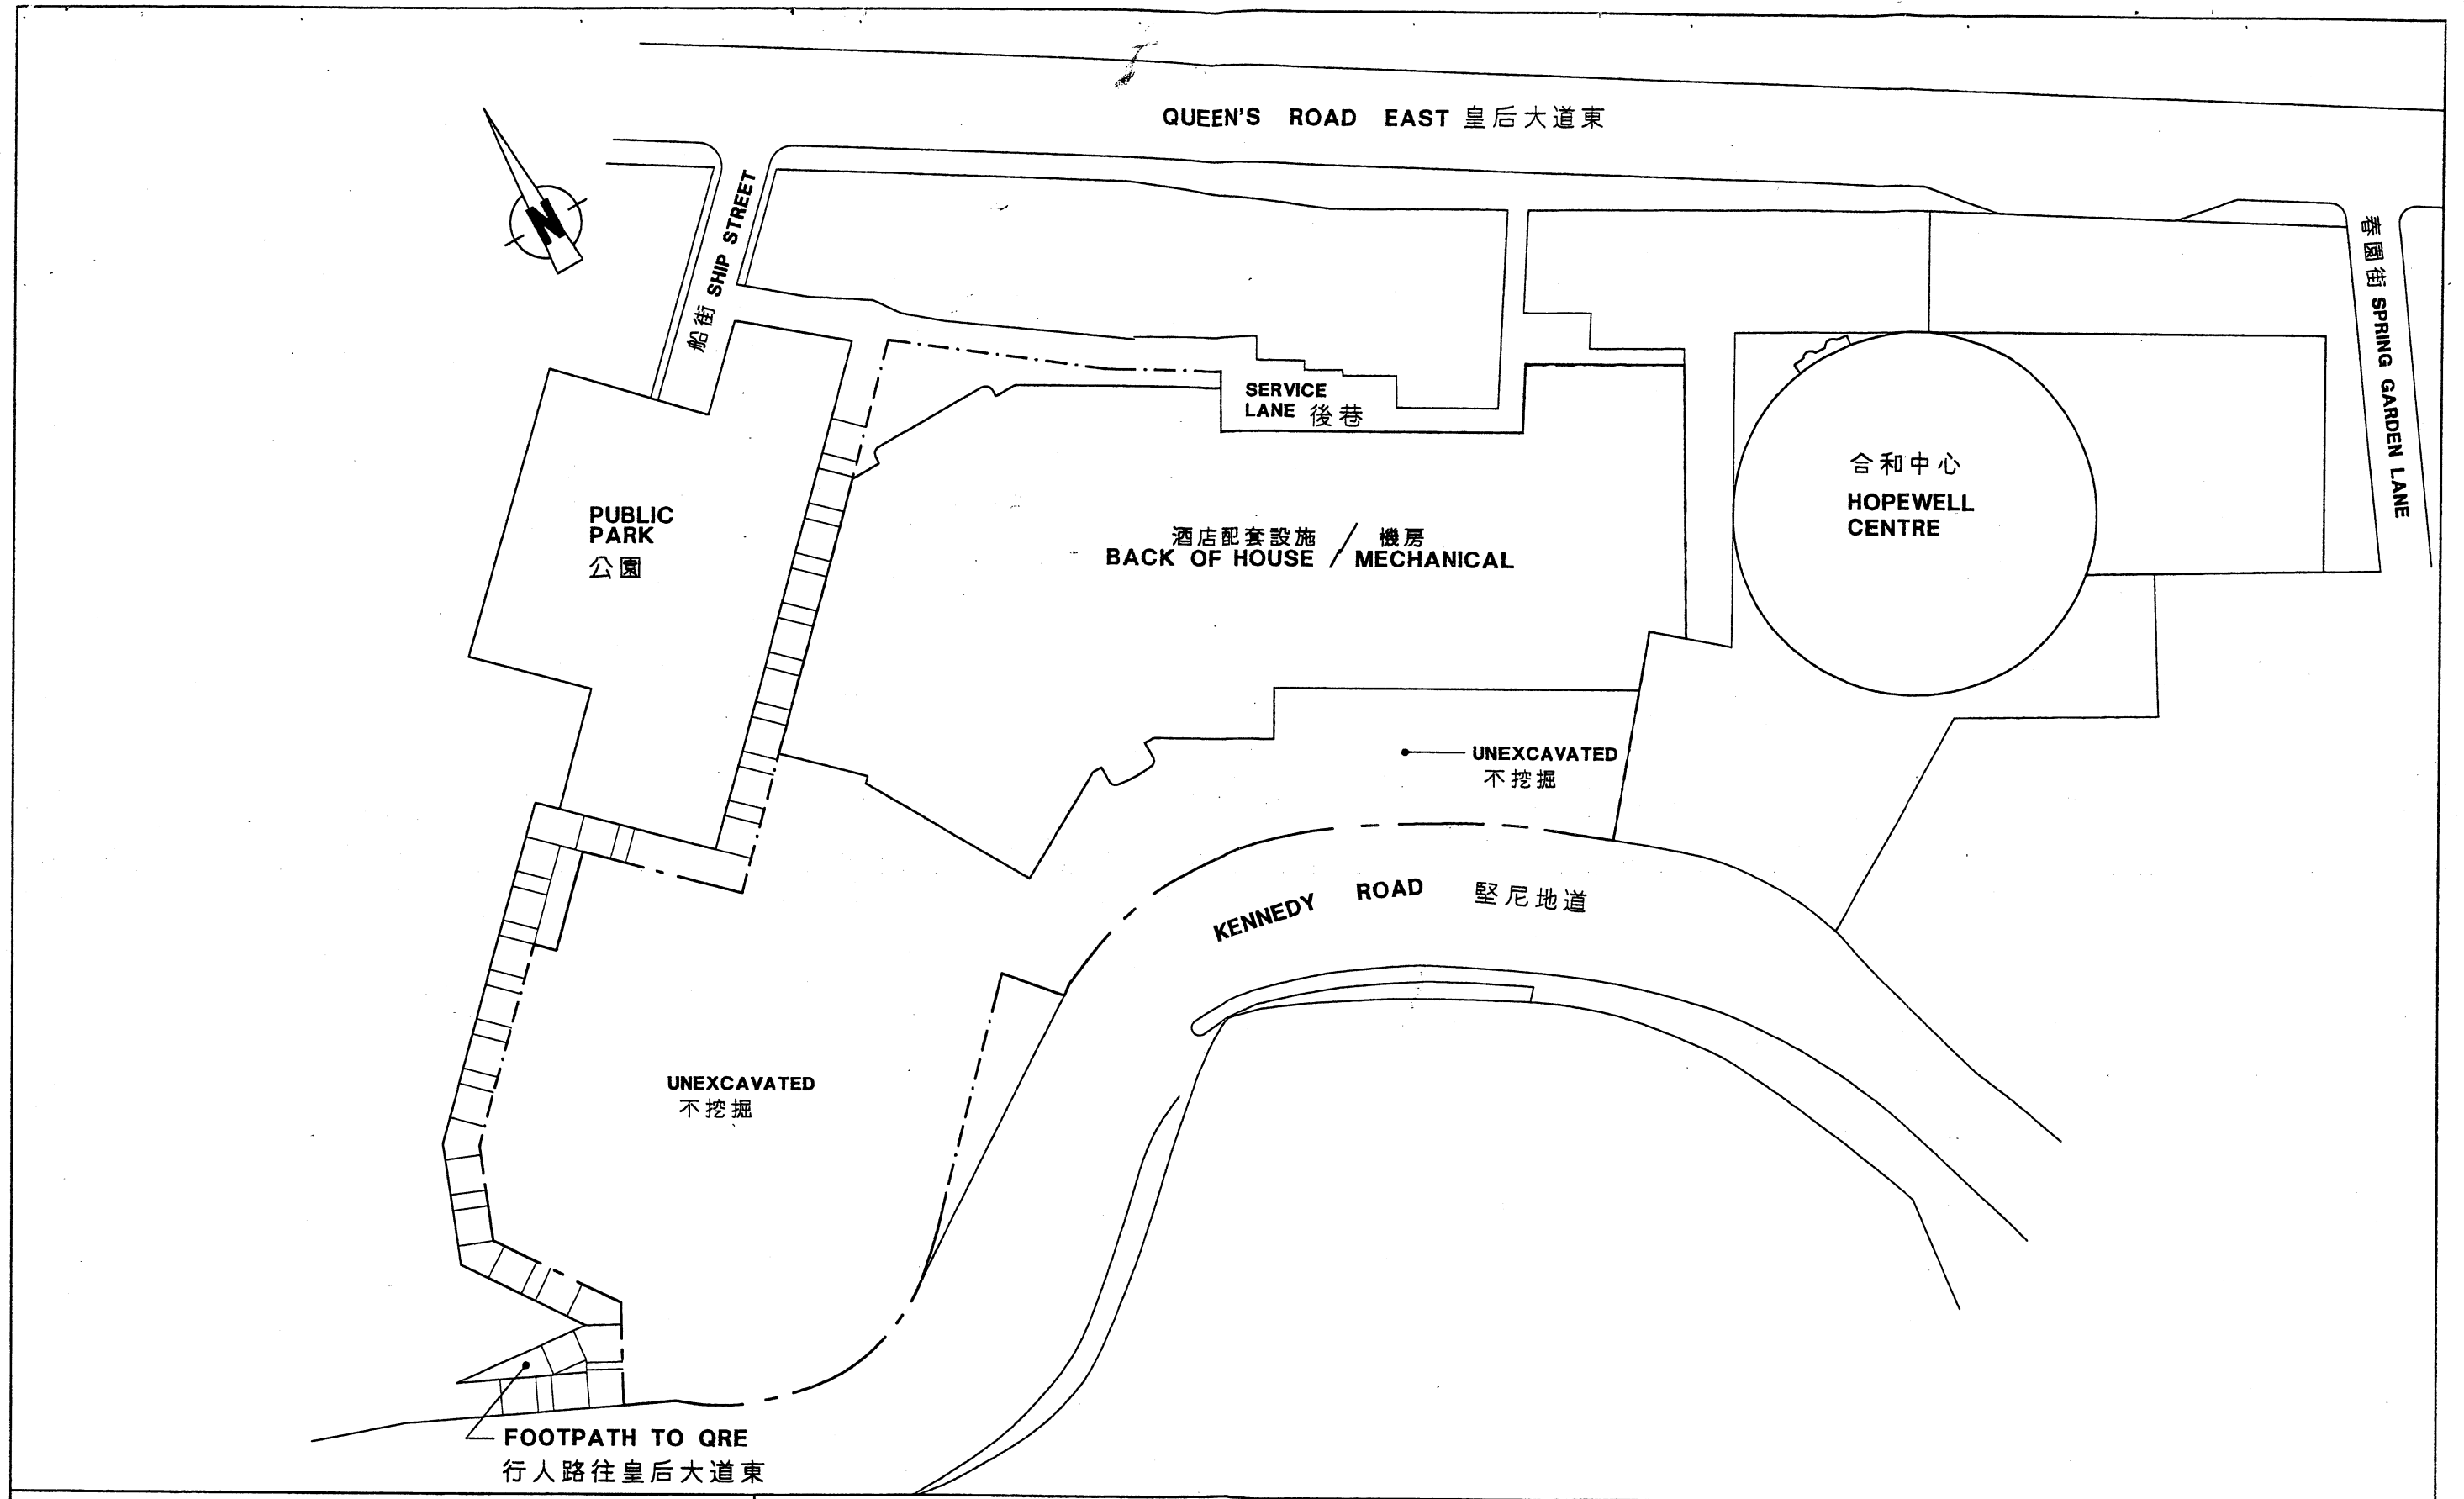 QUEEN'S ROAD EAST 皇后大道東
N
船街 SHIP STREET
春園街 SPRING GARDEN LANE
SERVICE
LANE 後巷
合和中心
HOPEWELL
CENTRE
PUBLIC
PARK
公園
酒店配套設施 / 機房
BACK OF HOUSE / MECHANICAL
UNEXCAVATED
不挖掘
KENNEDY ROAD 堅尼地道
UNEXCAVATED
不挖掘
FOOTPATH TO QRE
行人路往皇后大道東